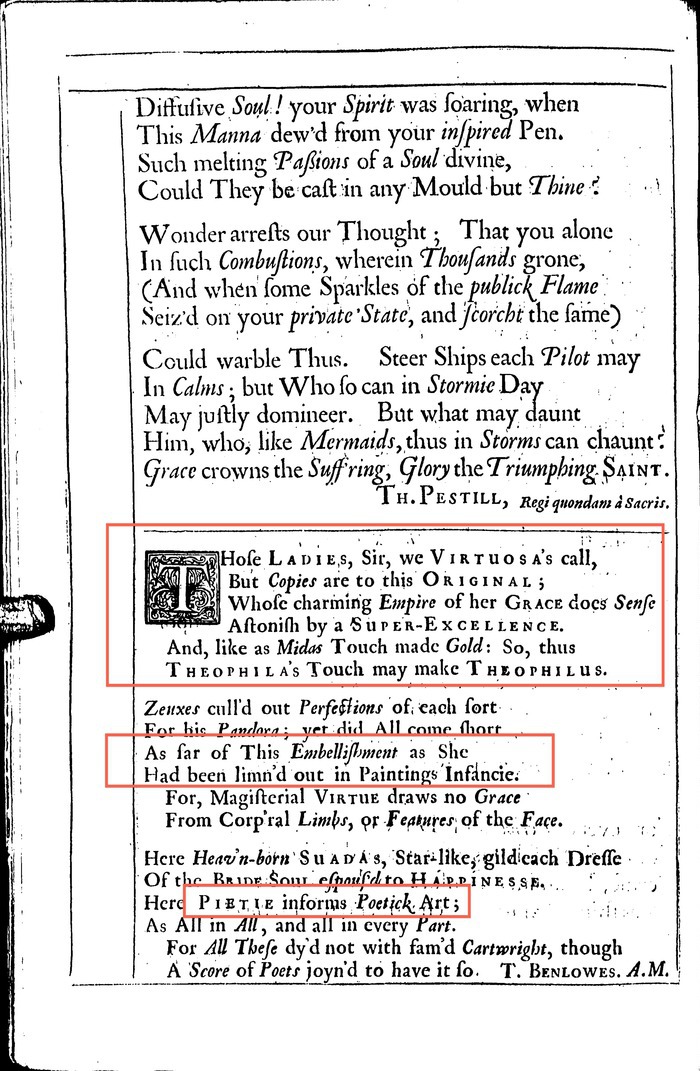 Diffusive Soul! your Spirit was soaring, when
This Manna dew'd from your inspired Pen.
Such melting Paſsions of a Soul divine,
Could They be caſt in any Mould but Thine?
Wonder arreſts our Thought; That you alone
In ſuch Combuſtions, wherein Thouſands grone,
(And when ſome Sparkles of the publick Flame
Seiz'd on your private State, and ſcorcht the ſame)
Could warble Thus. Steer Ships each Pilot may
In Calms; but Who ſo can in Stormie Day
May juſtly domineer. But what may daunt
Him, who, like Mermaids, thus in Storms can chaunt?
Grace crowns the Suff'ring, Glory the Triumphing SAINT.
TH. PESTILL, Regi quondam à Sacris.
THoſe LADIES, Sir, we VIRTUOSA'S call,
But Copies are to this ORIGINAL;
Whoſe charming Empire of her GRACE does Senſe
Aſtoniſh by a SUPER-EXCELLENCE.
And, like as Midas Touch made Gold: So, thus
THEOPHILA'S Touch may make THEOPHILUS.
Zeuxes cull'd out Perfections of each ſort
For his Pandora; yet did All come ſhort
As far of This Embelliſhment as She
Had been limn'd out in Paintings Infancie.
For, Magiſterial VIRTUE draws no Grace
From Corp'ral Limbs, or Features of the Face.
Here Heav'n-born SUADA'S, Star-like, gild each Dreſſe
Of the BRIDE SOUL eſpous'd to HAPPINESSE.
Here PIETIE informs Poetick Art;
As All in All, and all in every Part.
For All Theſe dy'd not with fam'd Cartwright, though
A Score of Poets joyn'd to have it ſo. T. BENLOWES. A.M.